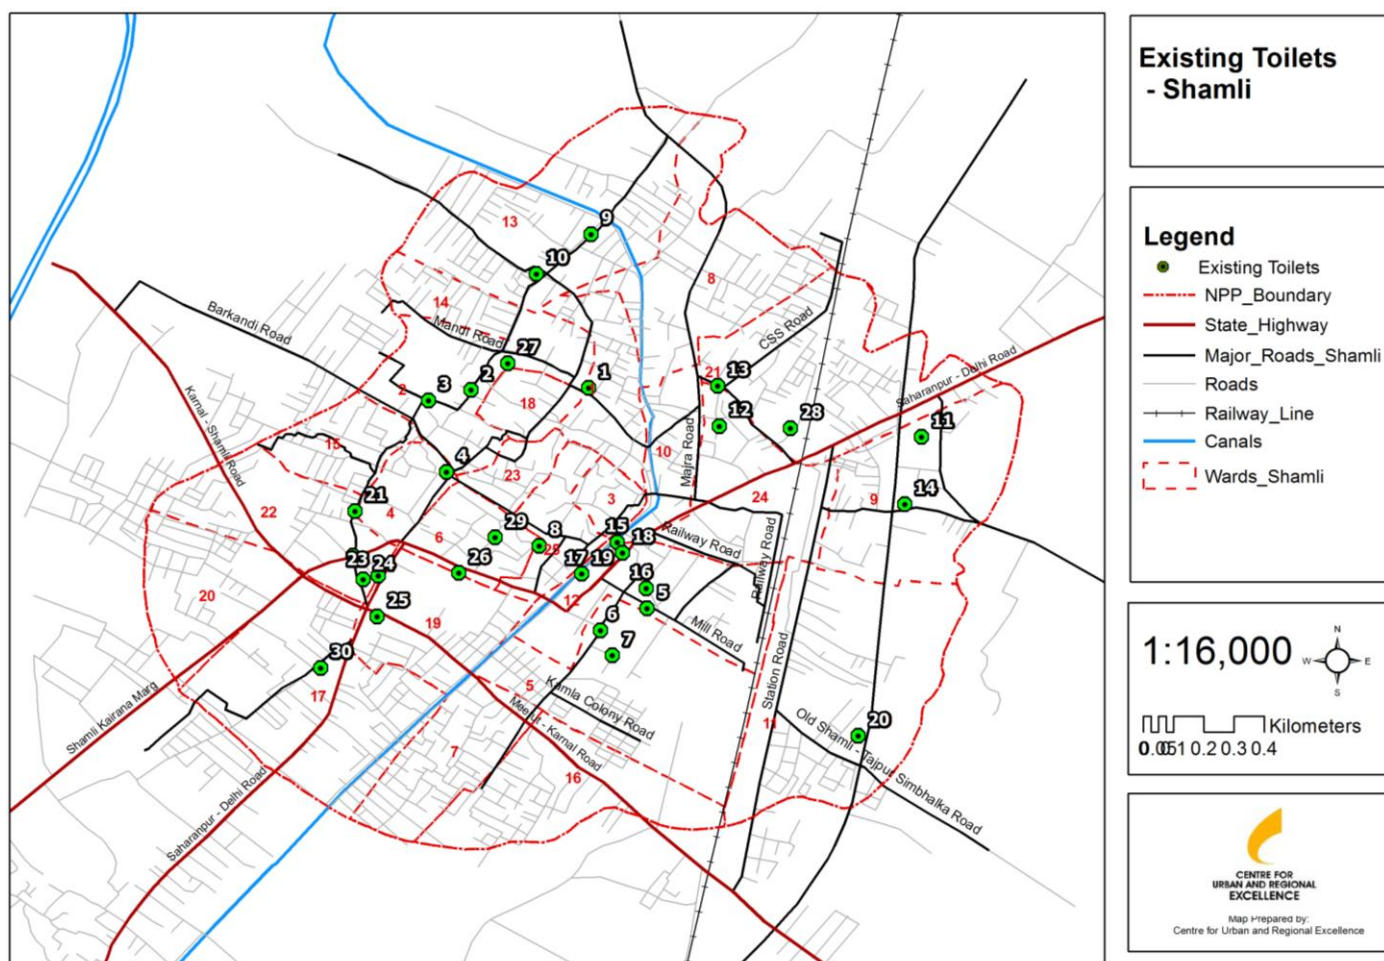 Existing Toilets
- Shamli
Legend
Existing Toilets
NPP_Boundary
State_Highway
Major_Roads_Shamli
Roads
Railway_Line
Canals
Wards_Shamli
1:16,000
N
W E
S
Kilometers
0.2 0.3 0.4
CENTRE FOR
URBAN AND REGIONAL
EXCELLENCE
Map Prepared by:
Centre for Urban and Regional Excellence
9
13
10
8
14
Barkandi Road
Mandi Road
CSS Road
27
Saharanpur - Delhi Road
13
21
1
2
3
2
Karnal - Shamli Road
18
12
28
11
15
4
23
10
Majra Road
3
24
9
14
21
22
4
6
29
8
25
15
18
Railway Road
Railway Road
23
24
26
17
19
16
5
20
12
25
19
6
7
Mill Road
30
17
5
Kamla Colony Road
Station Road
11
Shamli Kairana Marg
Meerut - Karnal Road
Old Shamli - Tajpur Simbhalka Road
20
7
16
Saharanpur - Delhi Road